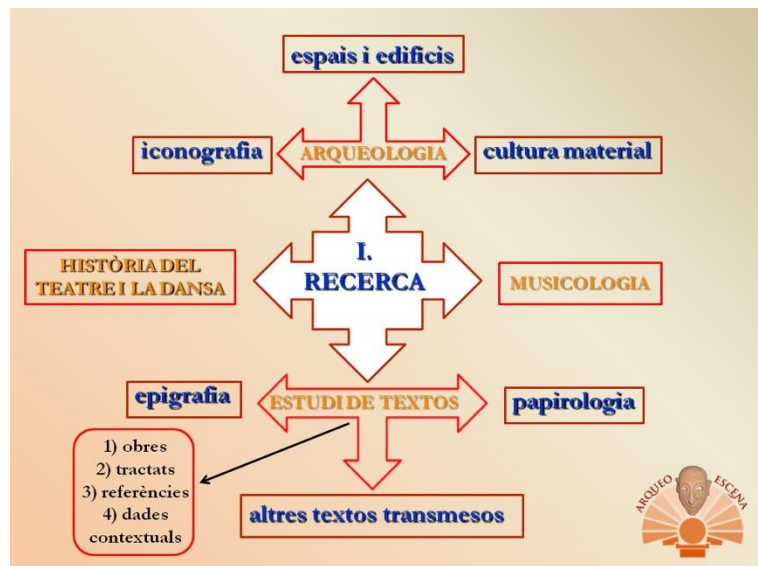 espais i edificis
iconografia
ARQUEOLOGIA
cultura material
I.
RECERCA
HISTÒRIA DEL
TEATRE I LA DANSA
MUSICOLOGIA
epigrafia
ESTUDI DE TEXTOS
papirologia
1) obres
2) tractats
3) referències
4) dades
contextuals
altres textos transmesos
ARQUEO ESCENA